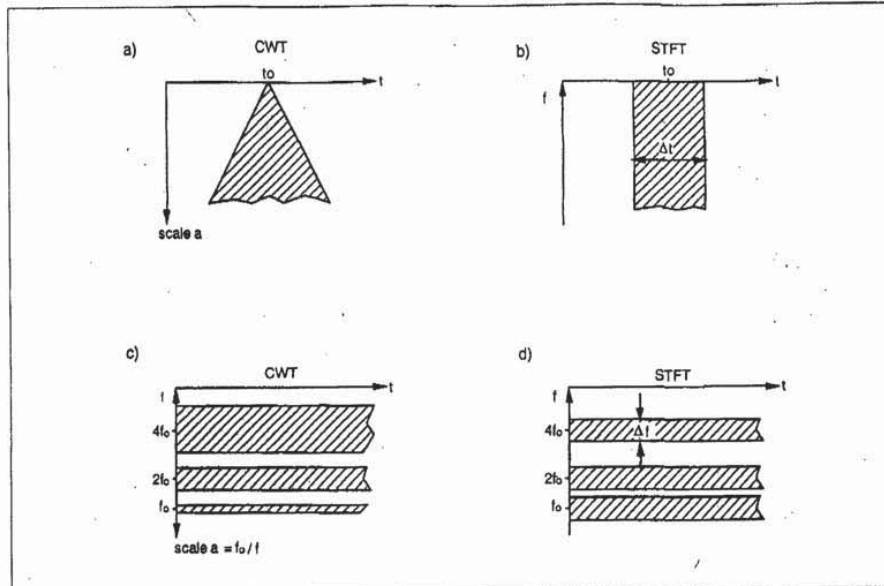 a)
CWT
to
t
scale a
b)
STFT
to
t
f
Δt
c)
CWT
t
f
4fo
2fo
fo
scale a = fo / f
d)
STFT
t
f
4fo
Δf
2fo
fo